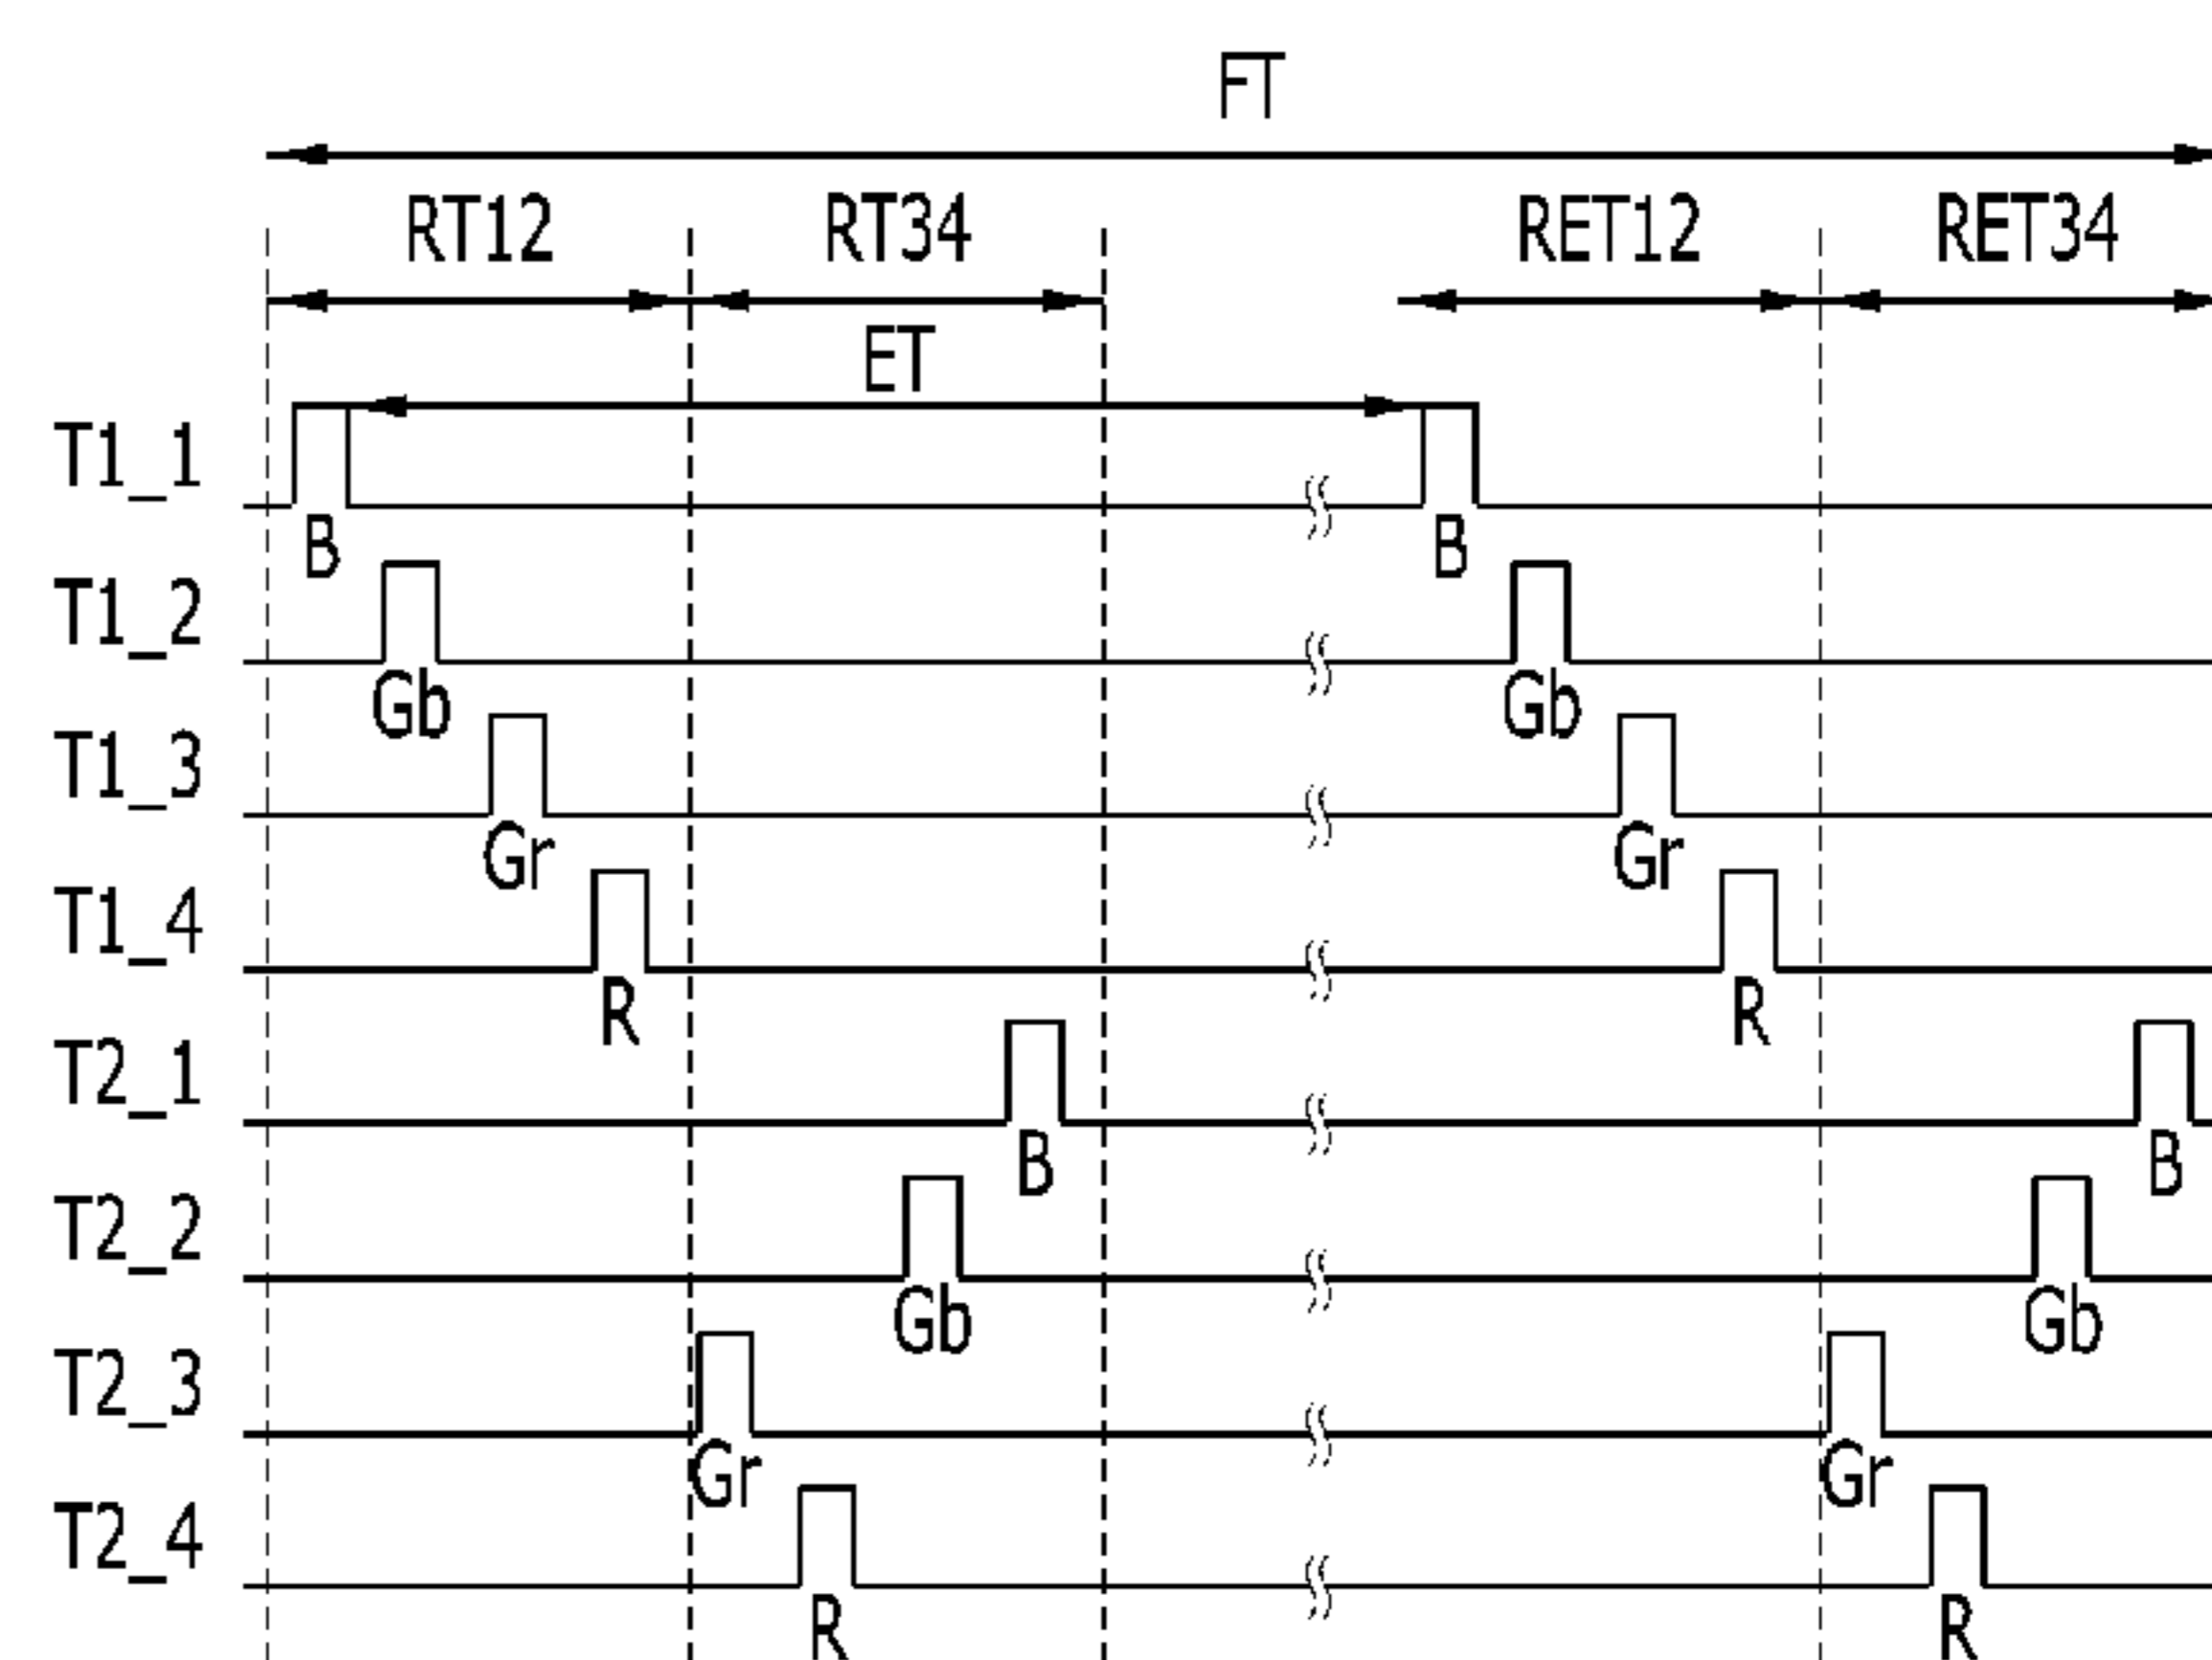 FT
RT12 RT34 RET12 RET34
ET
T1_1
B B
T1_2
Gb Gb
T1_3
Gr Gr
T1_4
R R
T2_1
B B
T2_2
Gb Gb
T2_3
Gr Gr
T2_4
R R